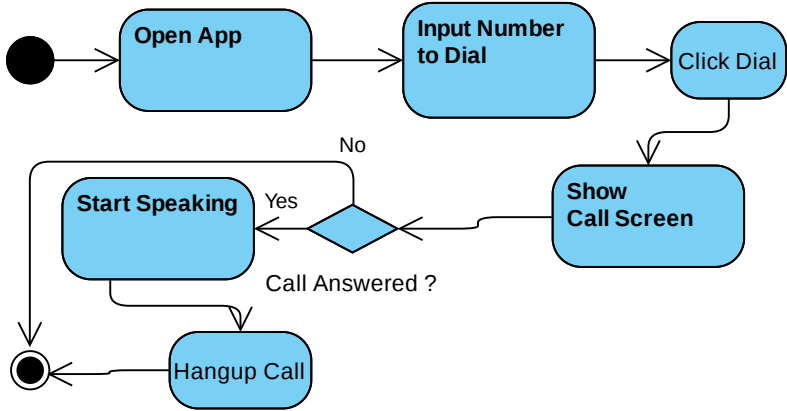 Open App
Input Number
to Dial
Click Dial
Show
Call Screen
No
Yes
Start Speaking
Call Answered ?
Hangup Call